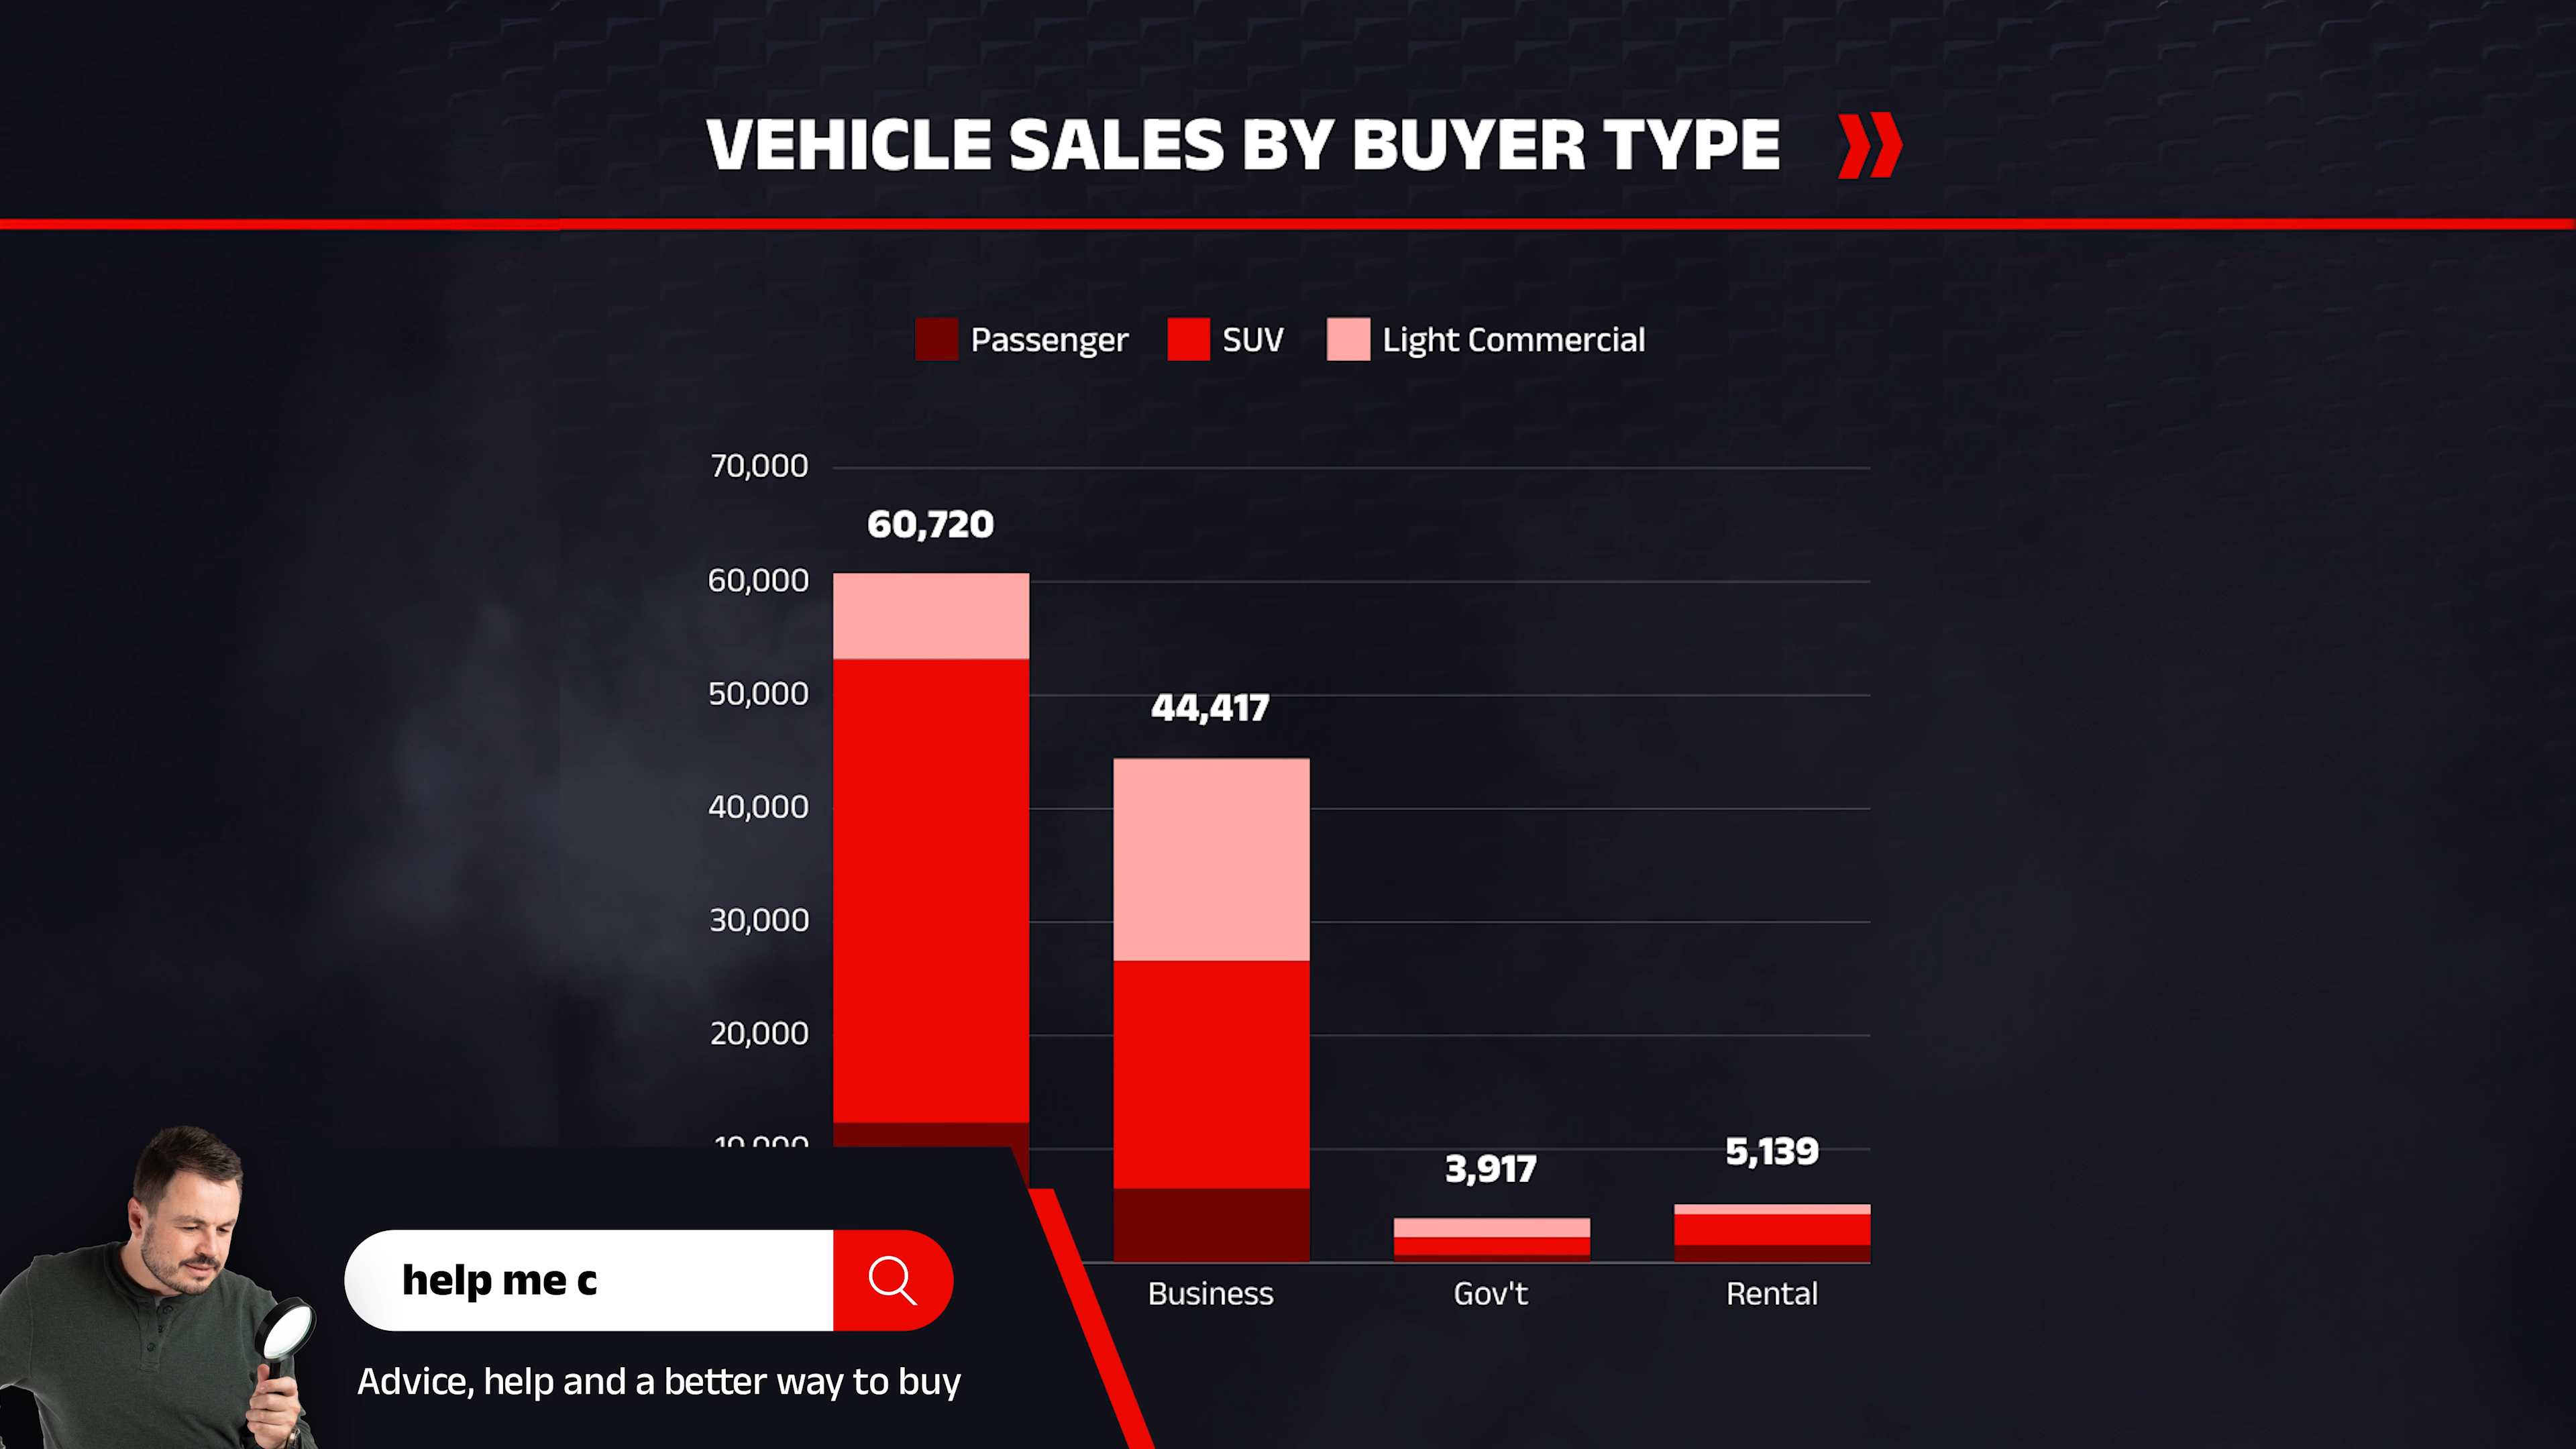 VEHICLE SALES BY BUYER TYPE
Passenger SUV Light Commercial
70,000
60,720
60,000
50,000
44,417
40,000
30,000
20,000
10,000
5,139
3,917
Business Gov't Rental
help me c
Advice, help and a better way to buy